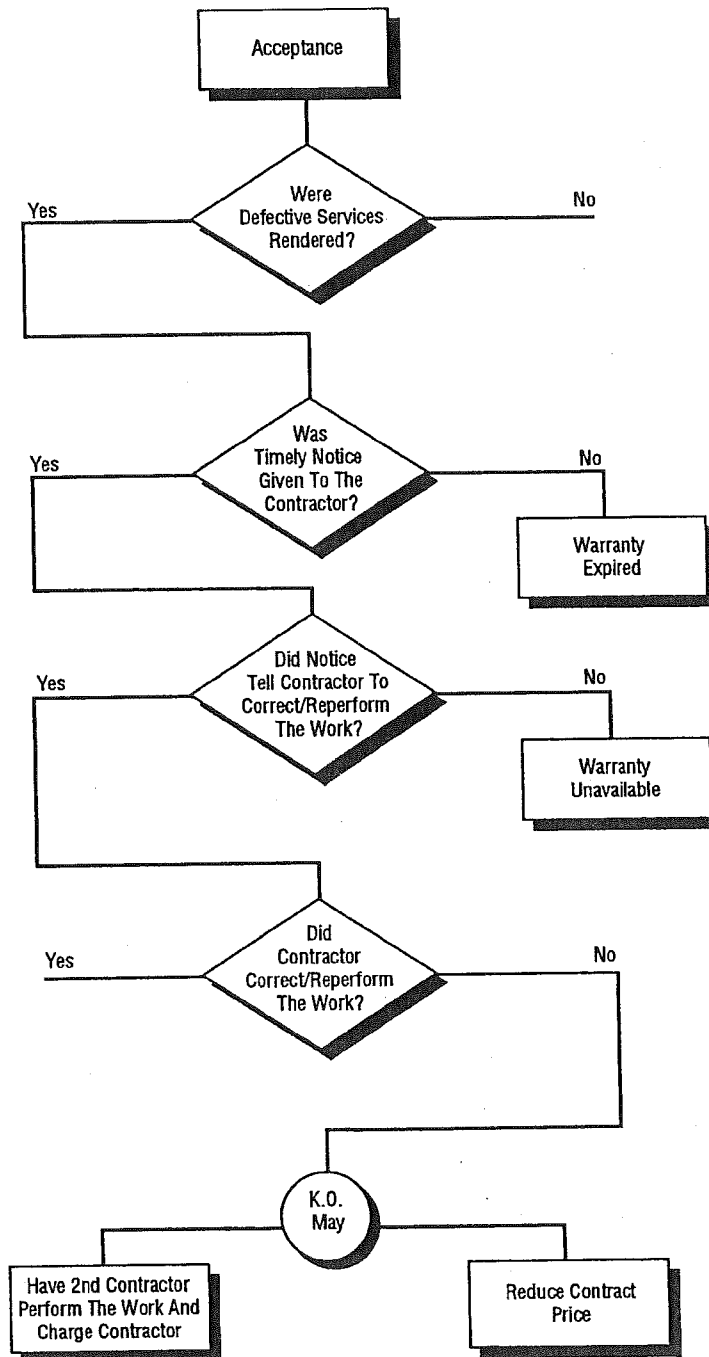 Acceptance
Were
Defective Services
Rendered?
Yes
No
Was
Timely Notice
Given To The
Contractor?
Yes
No
Warranty
Expired
Did Notice
Tell Contractor To
Correct/Reperform
The Work?
Yes
No
Warranty
Unavailable
Did
Contractor
Correct/Reperform
The Work?
Yes
No
K.O.
May
Have 2nd Contractor
Perform The Work And
Charge Contractor
Reduce Contract
Price